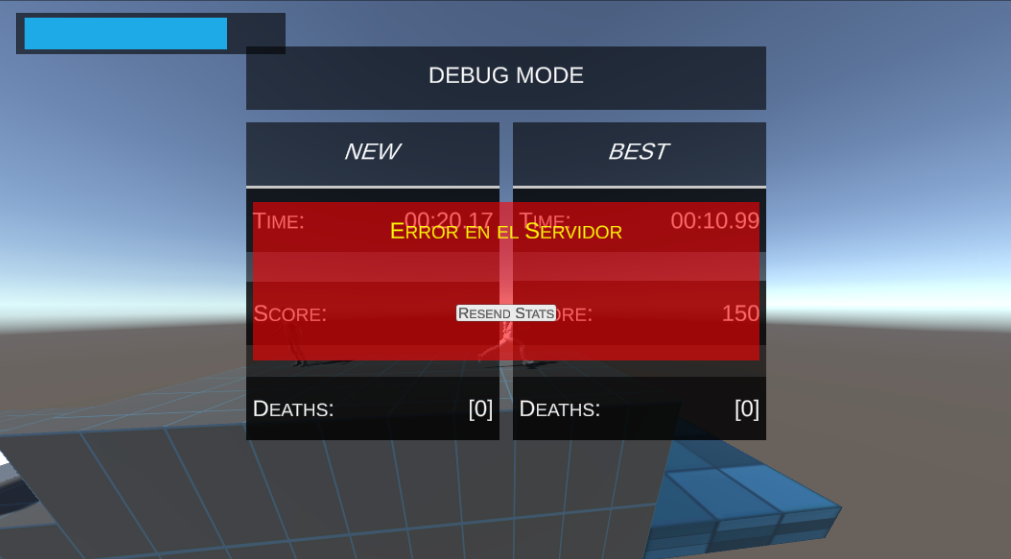 DEBUG MODE
NEW
BEST
TIME: 00:20.17
TIME: 00:10.99
ERROR EN EL SERVIDOR
SCORE:
150
RESEND STATS
DEATHS: [0]
DEATHS: [0]